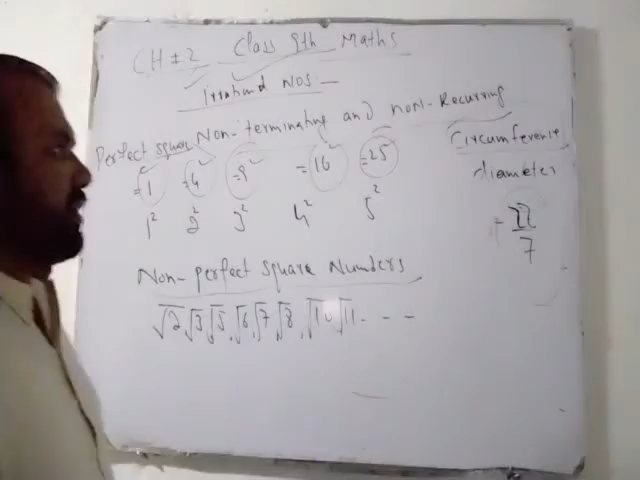 CH # 2 Class 9th Maths
Irrational NOS —
Non-terminating and non-Recurring
Perfect square
=1 =4 =9 =16 =25
1² 2² 3² 4² 5²
Circumference
diameter
π 22
7
Non-perfect square Numbers
√2 √3 √5, √6 √7 √8, √10 √11 . - - -